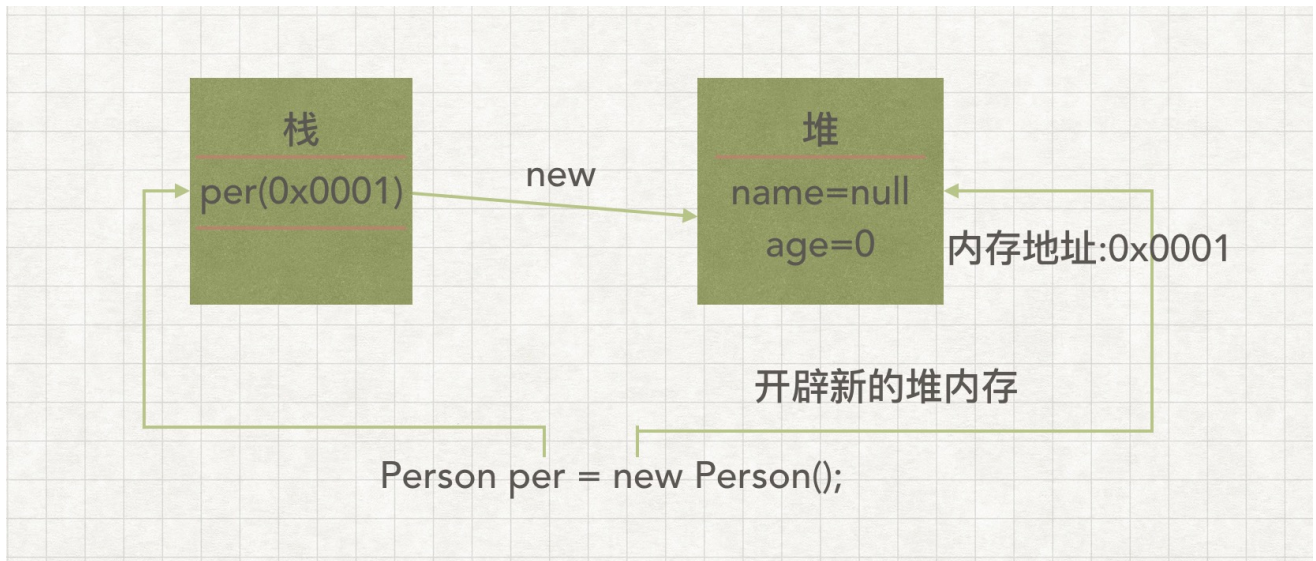 栈
per(0x0001)
new
堆
name=null
age=0
内存地址:0x0001
开辟新的堆内存
Person per = new Person();